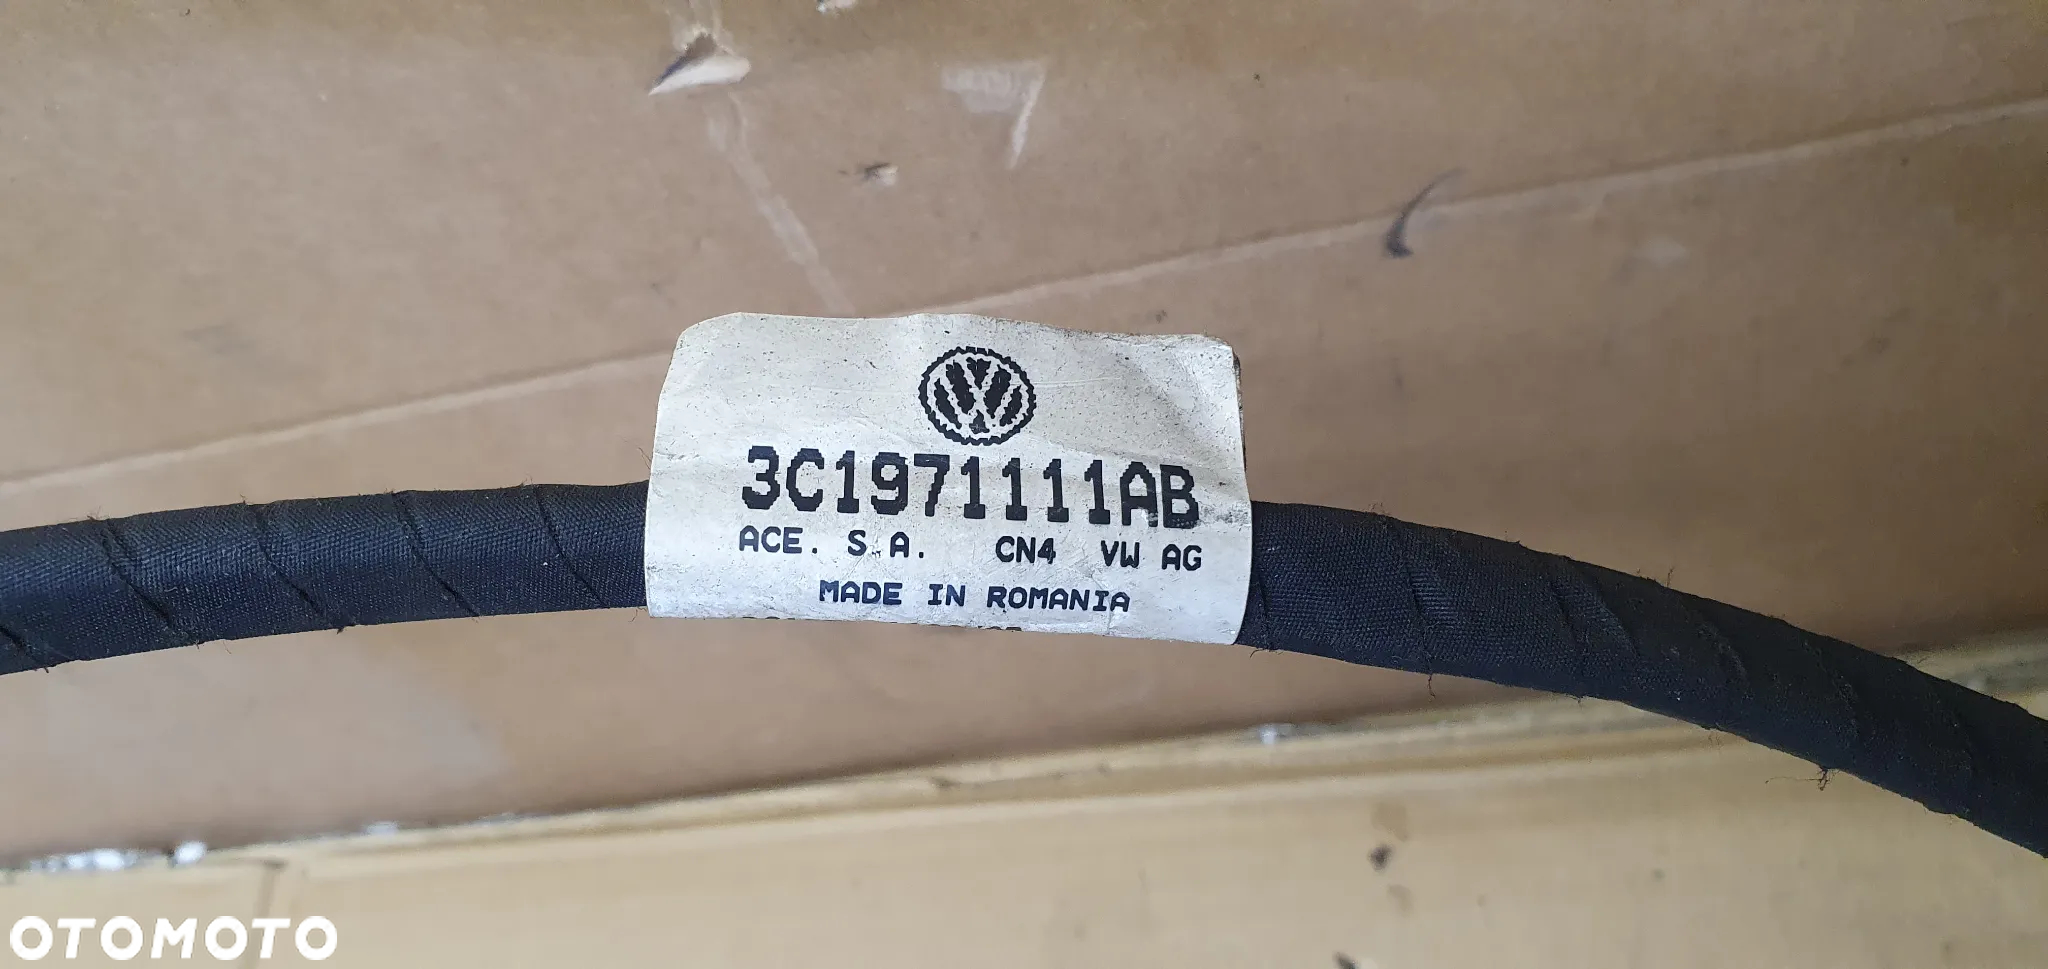 3C1971111AB
ACE. S.A. CN4 VW AG
MADE IN ROMANIA
OTOMOTO